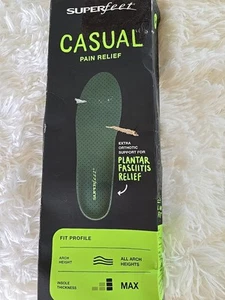 SUPERfeet
CASUAL
PAIN RELIEF
EXTRA
ORTHOTIC
SUPPORT FOR
PLANTAR
FASCIITIS
RELIEF
SUPERfeet
FIT PROFILE
ARCH
HEIGHT
ALL ARCH
HEIGHTS
INSOLE
THICKNESS
MAX